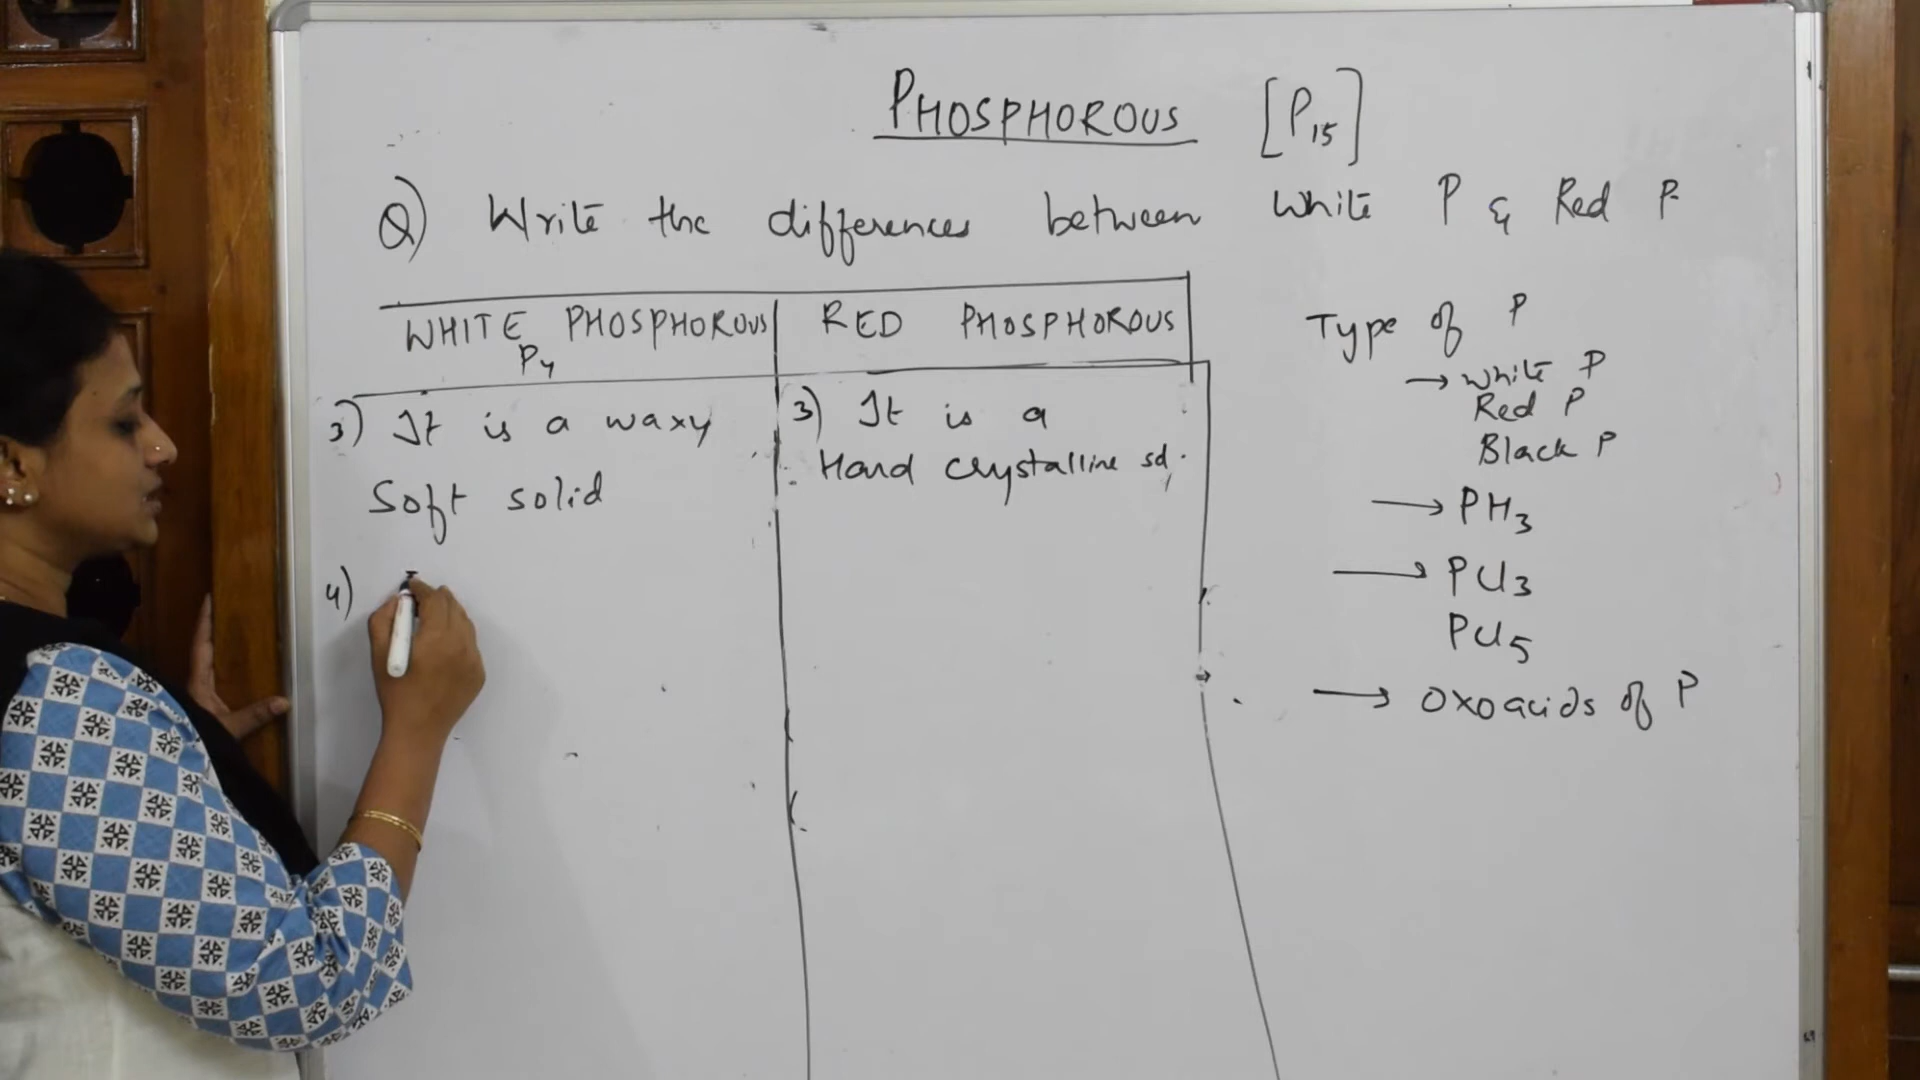 PHOSPHOROUS [P15]
Q) Write the differences between White P & Red P
WHITE PHOSPHOROUS
P4
RED PHOSPHOROUS
3) It is a waxy
Soft solid
4)
3) It is a
Hard crystalline sd.
Type of P
→ White P
Red P
Black P
→ PH3
→ PCl3
PCl5
→ Oxoacids of P